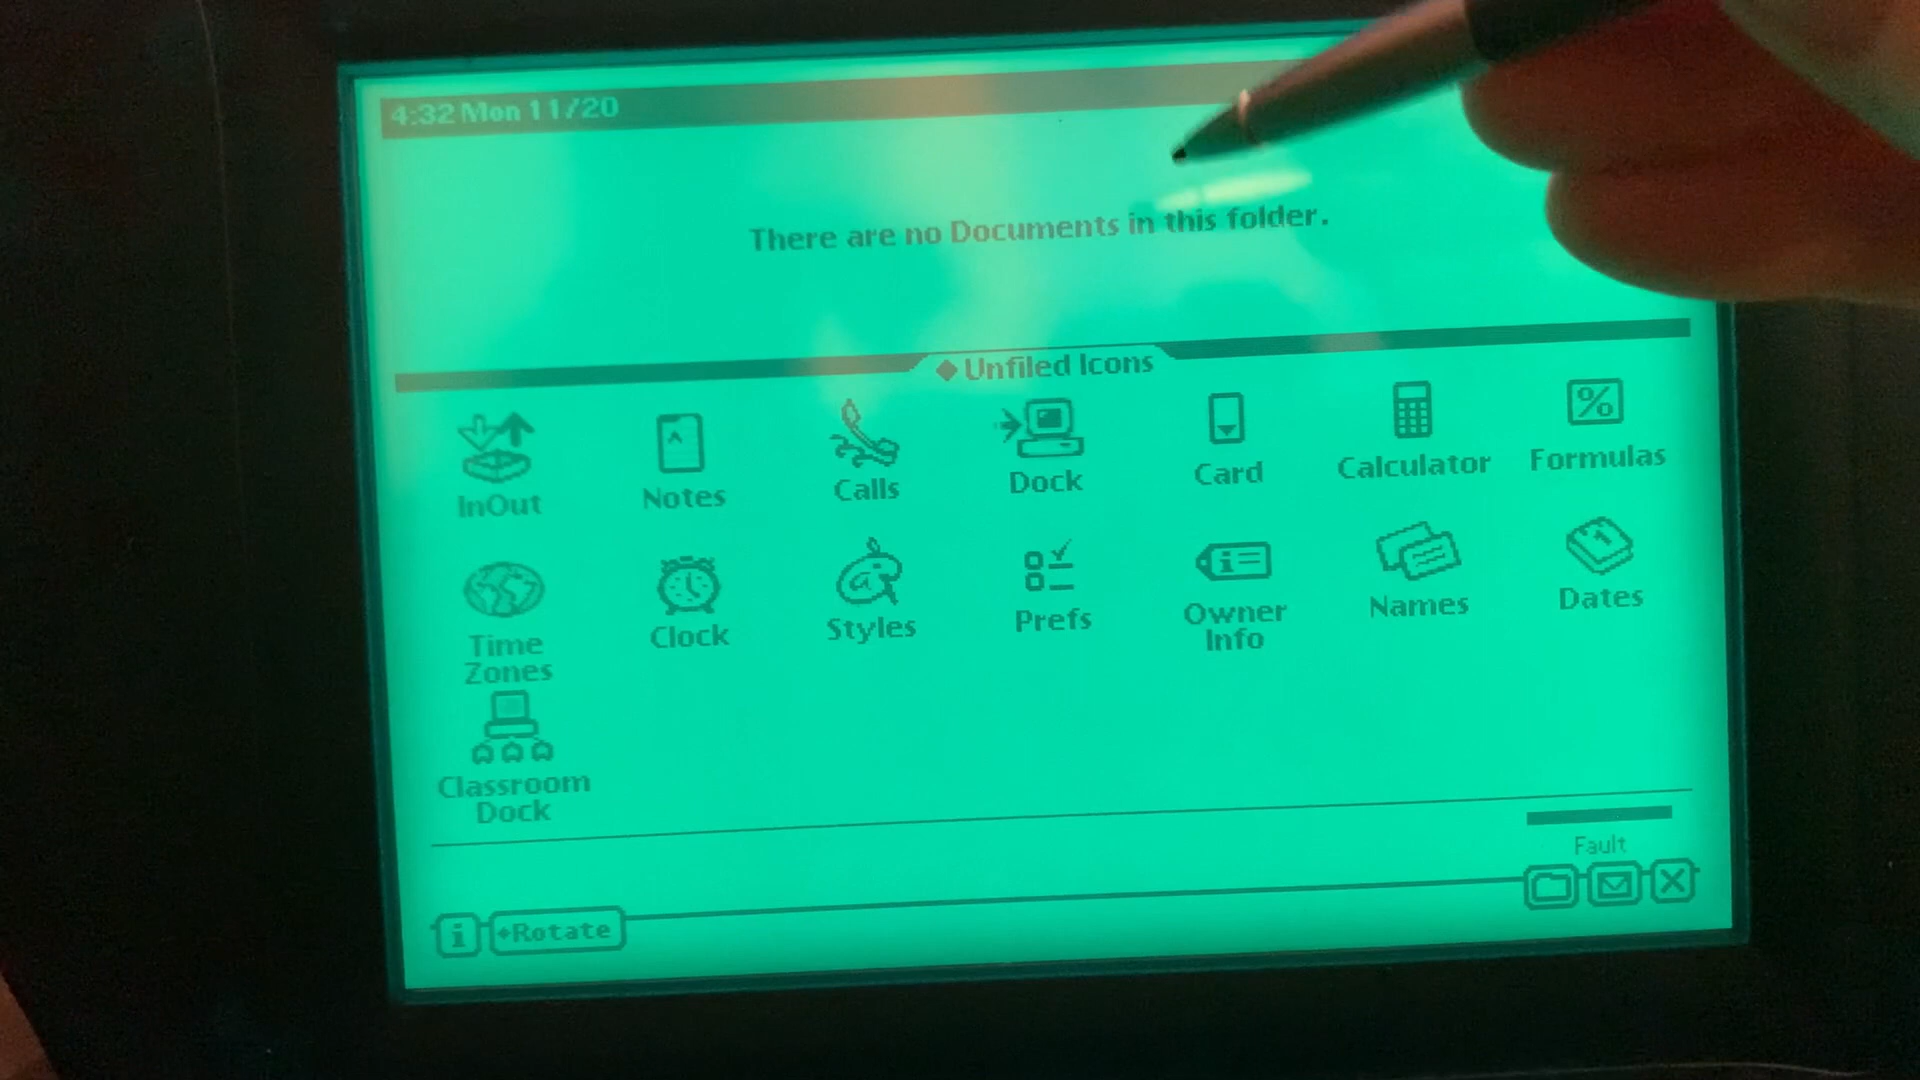 4:32 Mon 11/20
There are no Documents in this folder.
◆Unfiled Icons
InOut
Notes
Calls
Dock
Card
Calculator
Formulas
Time
Zones
Clock
Styles
Prefs
Owner
Info
Names
Dates
Classroom
Dock
Fault
i
◆Rotate